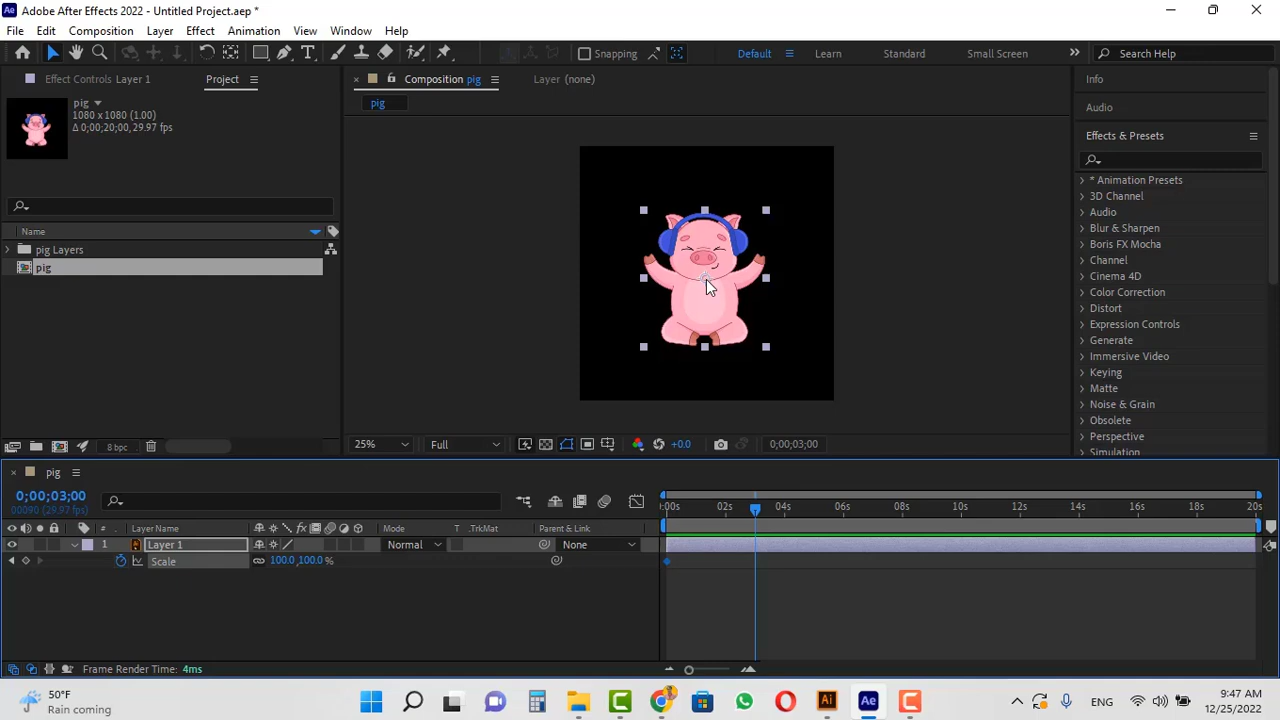 Ae Adobe After Effects 2022 - Untitled Project.aep *
File Edit Composition Layer Effect Animation View Window Help
Snapping Default Learn Standard Small Screen Search Help
Effect Controls Layer 1 Project
pig
1080 x 1080 (1.00)
Δ 0;00;20;00, 29.97 fps
Name
pig Layers
pig
8 bpc
Composition pig Layer (none)
pig
25% Full +0.0 0;00;03;00
Info
Audio
Effects & Presets
* Animation Presets
3D Channel
Audio
Blur & Sharpen
Boris FX Mocha
Channel
Cinema 4D
Color Correction
Distort
Expression Controls
Generate
Immersive Video
Keying
Matte
Noise & Grain
Obsolete
Perspective
Simulation
pig
0;00;03;00
00090 (29.97 fps)
:00s 02s 04s 06s 08s 10s 12s 14s 16s 18s 20s
# Layer Name Mode T .TrkMat Parent & Link
1 Layer 1 Normal None
Scale 100.0,100.0 %
Frame Render Time: 4ms
50°F
Rain coming
Ai Ae ENG
9:47 AM
12/25/2022